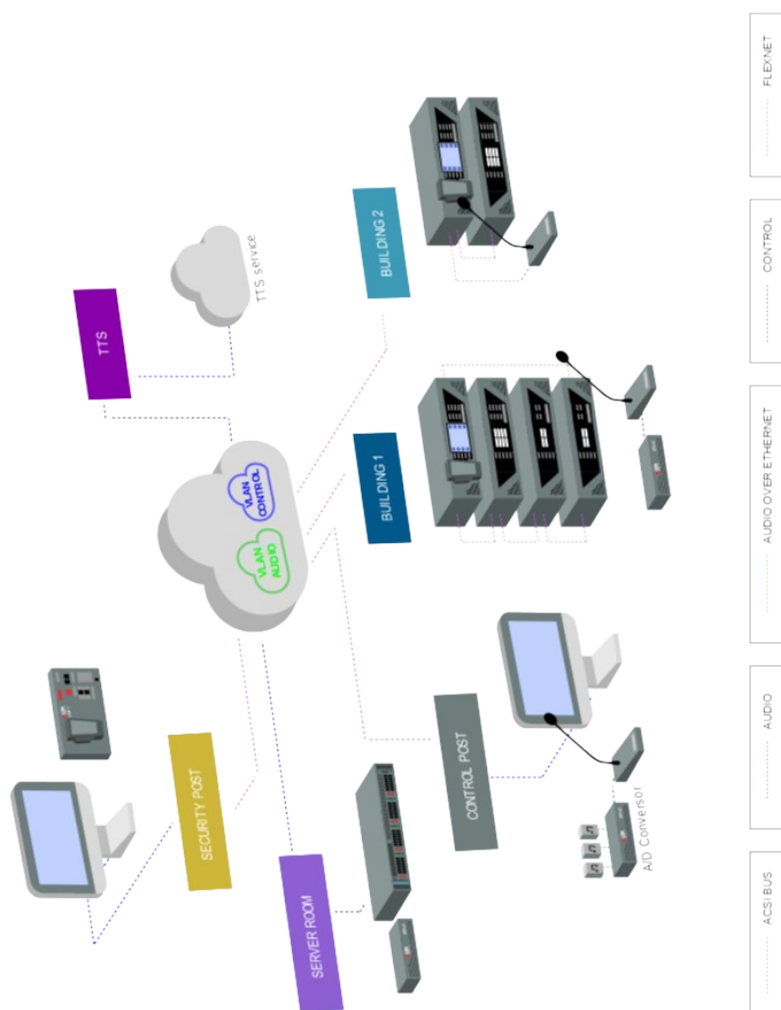 TTS
TTS service
BUILDING 2
BUILDING 1
VLAN
CONTROL
VLAN
AUDIO
SECURITY POST
SERVER ROOM
CONTROL POST
A/D Conversor
ACSI BUS
AUDIO
AUDIO OVER ETHERNET
CONTROL
FLEXNET